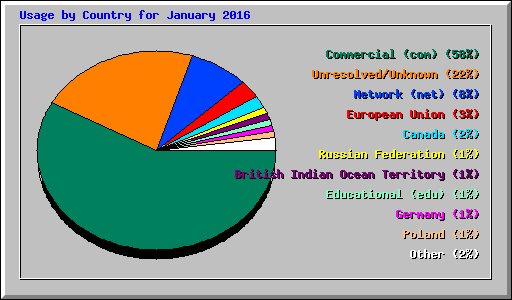 Usage by Country for January 2016
Commercial (com) (58%)
Unresolved/Unknown (22%)
Network (net) (8%)
European Union (3%)
Canada (2%)
Russian Federation (1%)
British Indian Ocean Territory (1%)
Educational (edu) (1%)
Germany (1%)
Poland (1%)
Other (2%)